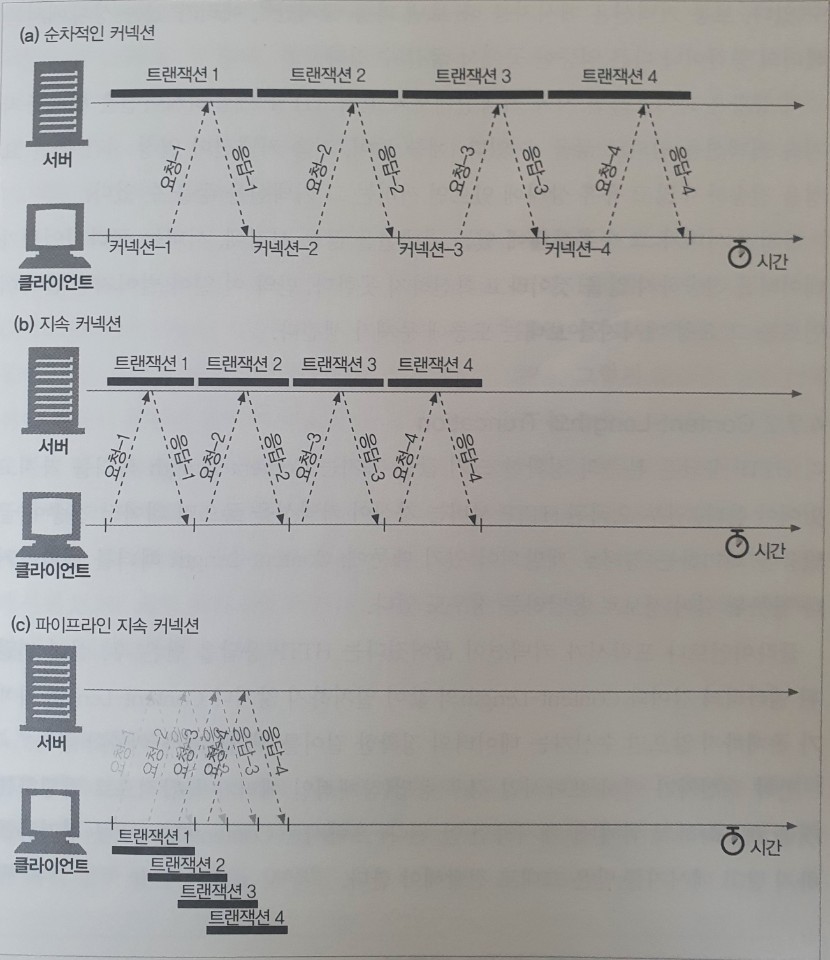 (a) 순차적인 커넥션
트랜잭션 1 트랜잭션 2 트랜잭션 3 트랜잭션 4
서버
요청-1 응답-1 요청-2 응답-2 요청-3 응답-3 요청-4 응답-4
커넥션-1 커넥션-2 커넥션-3 커넥션-4
시간
클라이언트
(b) 지속 커넥션
트랜잭션 1 트랜잭션 2 트랜잭션 3 트랜잭션 4
서버
요청-1 응답-1 요청-2 응답-2 요청-3 응답-3 요청-4 응답-4
시간
클라이언트
(c) 파이프라인 지속 커넥션
서버
요청-1 요청-2 요청-3 응답-3 응답-4
시간
클라이언트
트랜잭션 1
트랜잭션 2
트랜잭션 3
트랜잭션 4